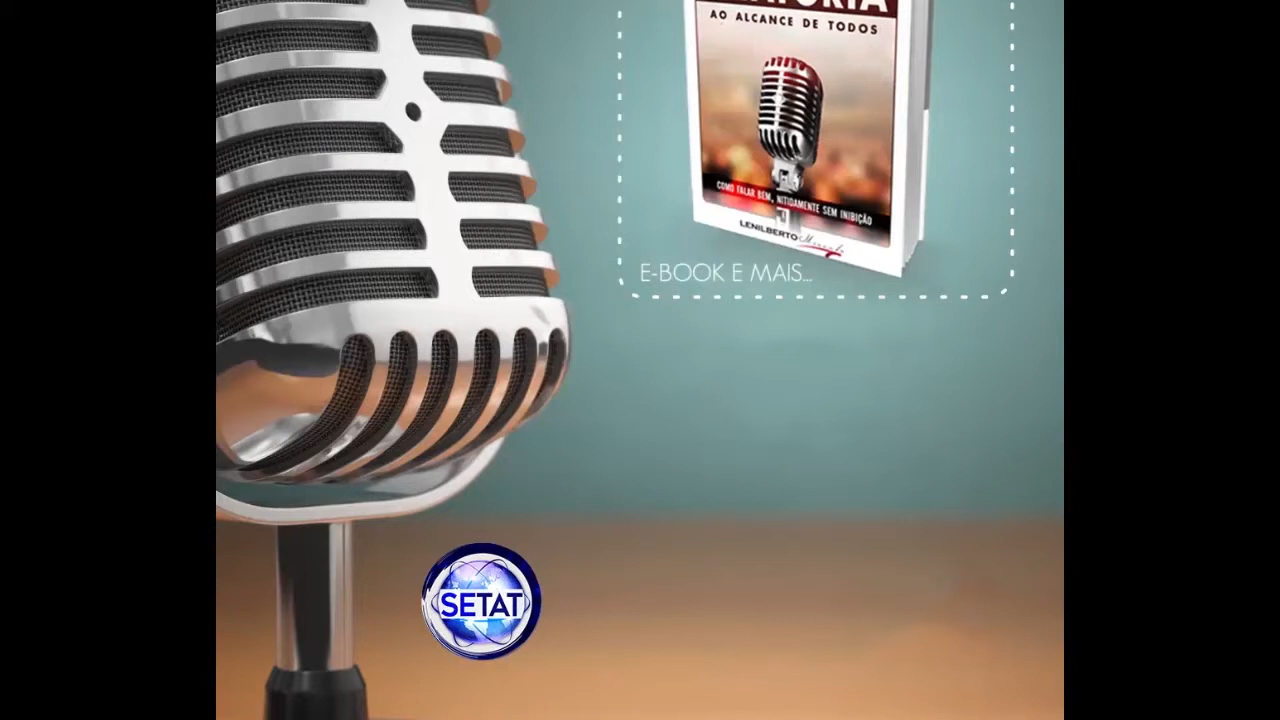 AO ALCANCE DE TODOS
COMO FALAR BEM, NITIDAMENTE SEM INIBIÇÃO
LENILBERTO
E-BOOK E MAIS...
SETAT